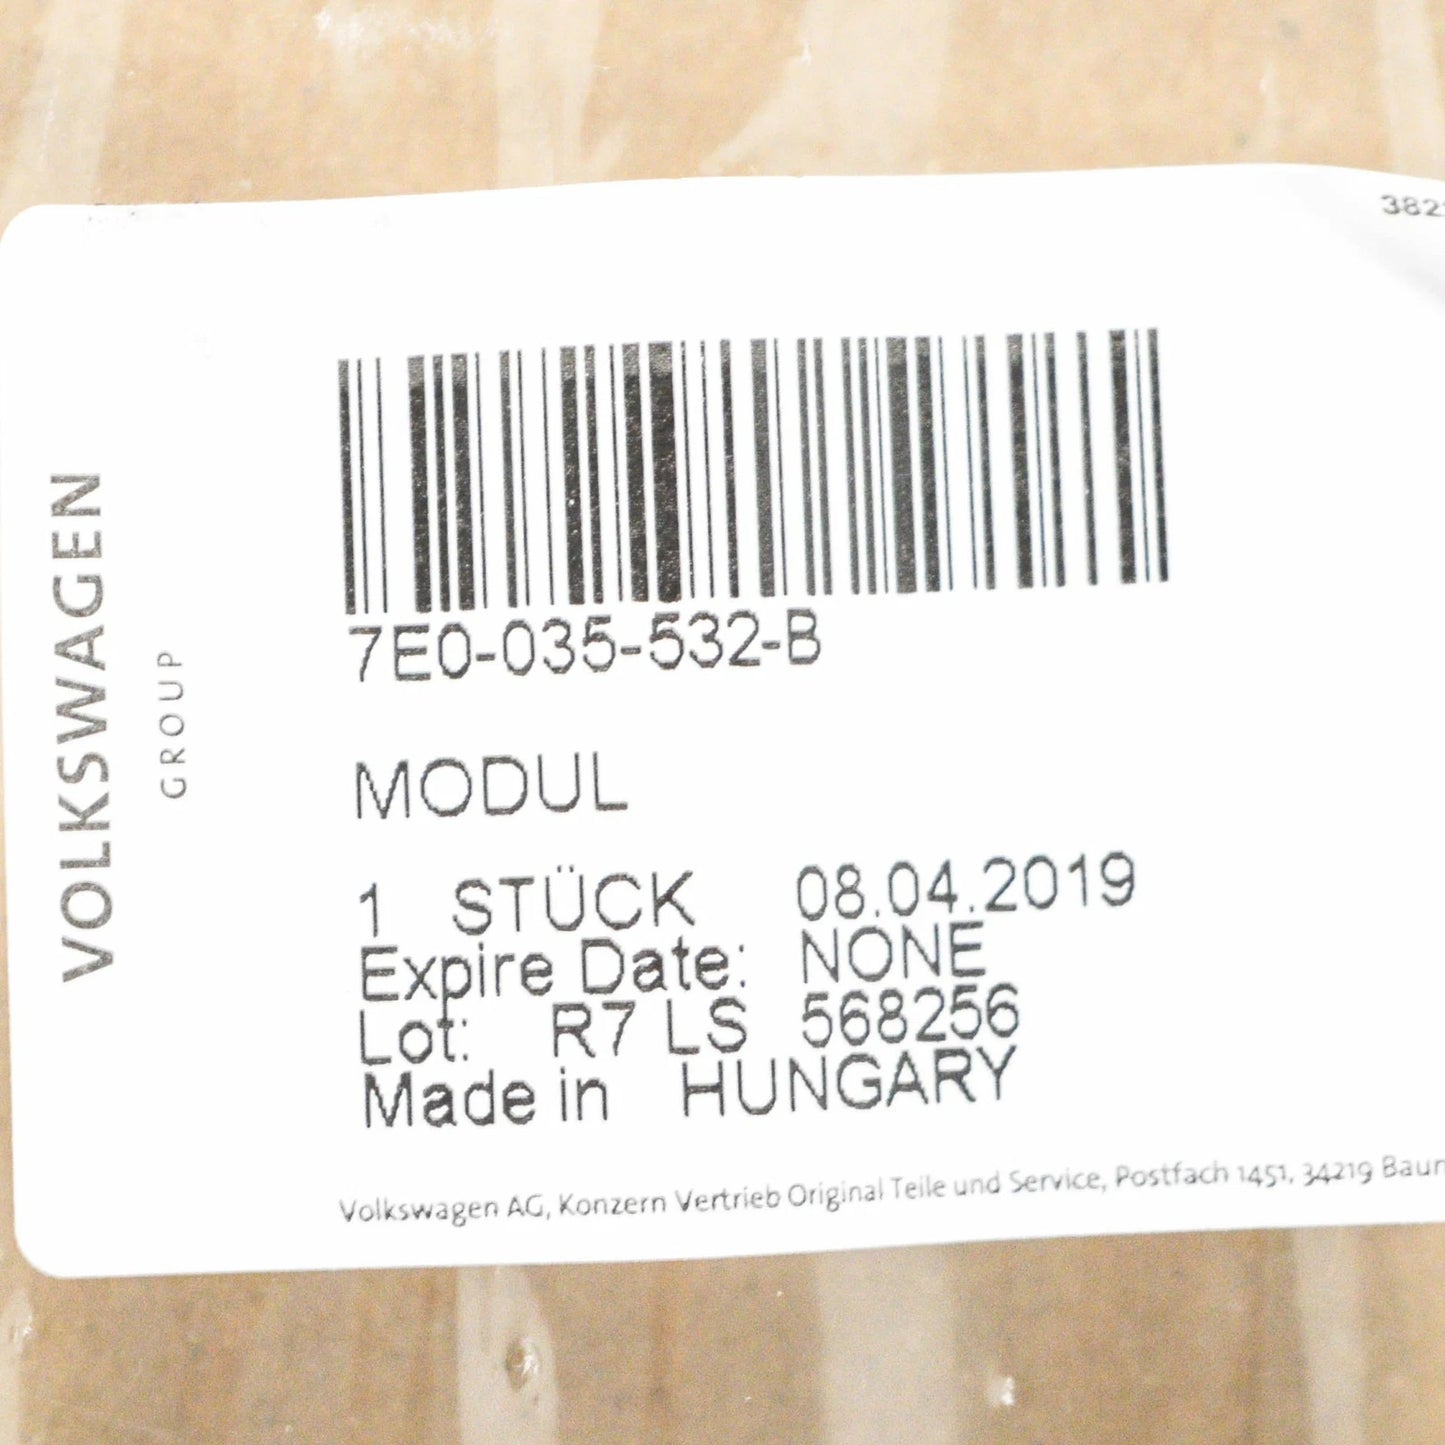 VOLKSWAGEN
GROUP
7E0-035-532-B
MODUL
1 STÜCK 08.04.2019
Expire Date: NONE
Lot: R7 LS 568256
Made in HUNGARY
Volkswagen AG, Konzern Vertrieb Original Teile und Service, Postfach 1451, 34219